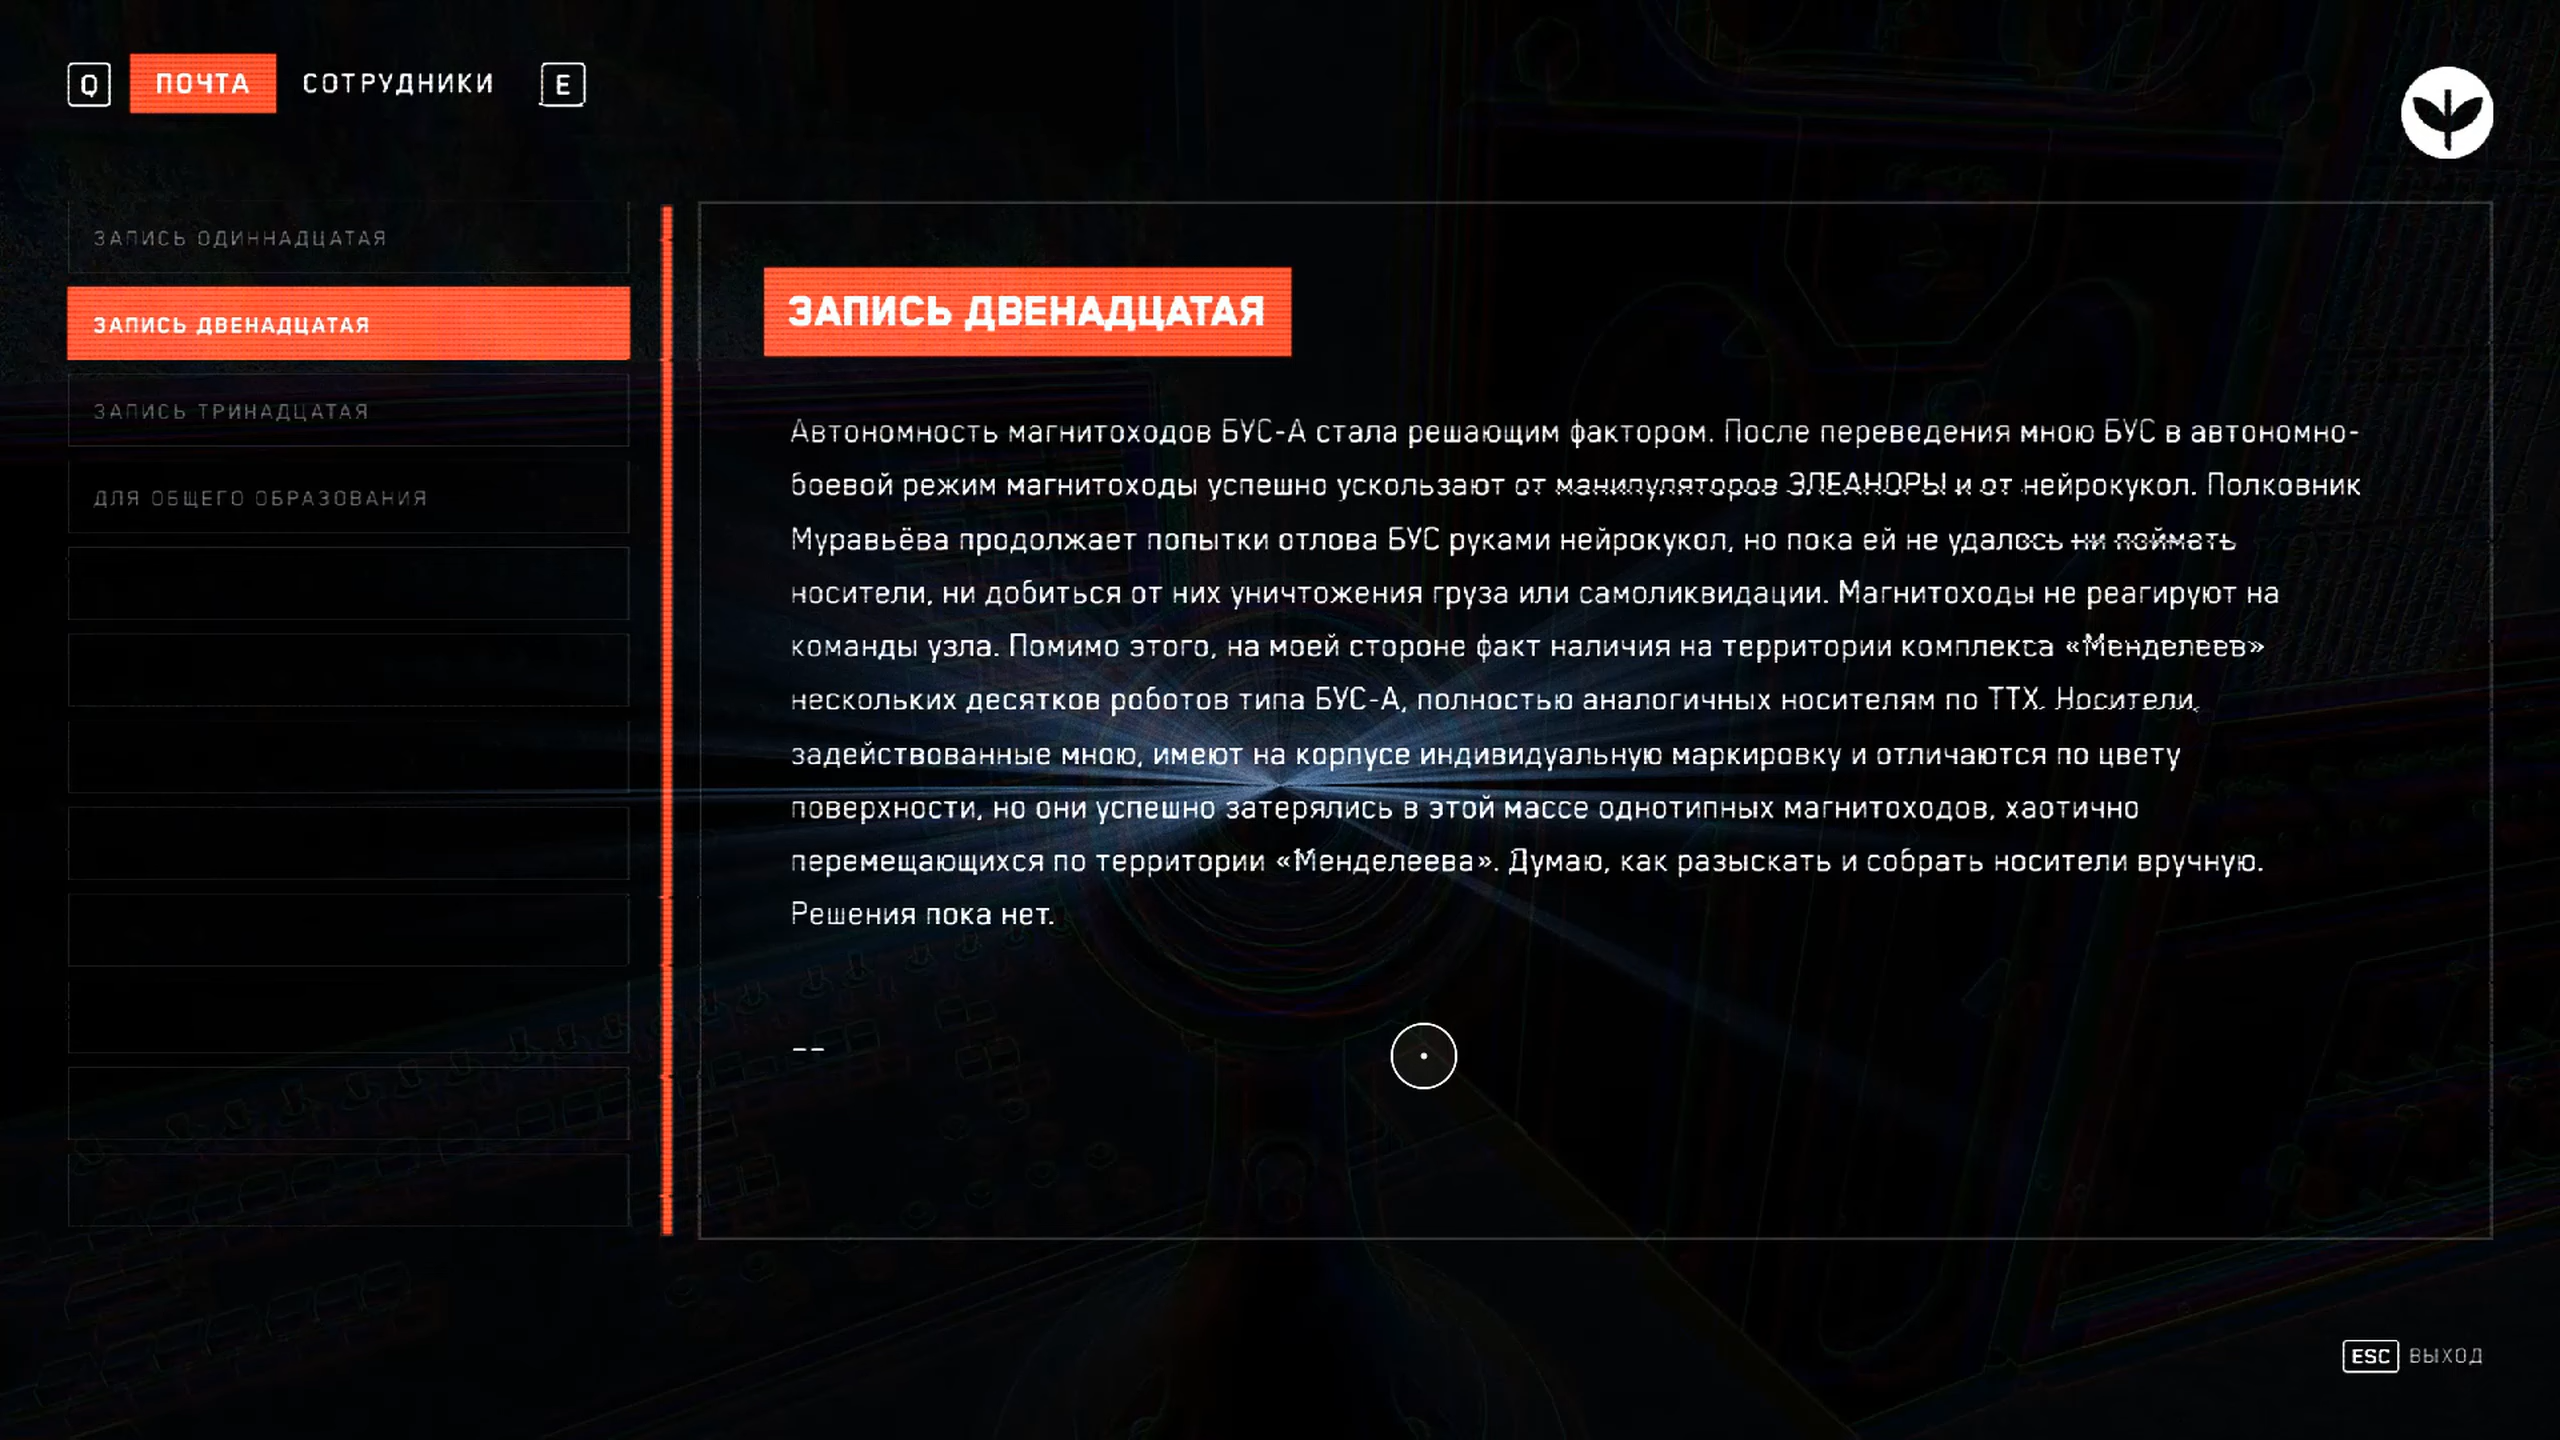 Q ПОЧТА СОТРУДНИКИ E
ЗАПИСЬ ОДИННАДЦАТАЯ
ЗАПИСЬ ДВЕНАДЦАТАЯ
ЗАПИСЬ ТРИНАДЦАТАЯ
ДЛЯ ОБЩЕГО ОБРАЗОВАНИЯ
ЗАПИСЬ ДВЕНАДЦАТАЯ
Автономность магнитоходов БУС-А стала решающим фактором. После переведения мною БУС в автономно-
боевой режим магнитоходы успешно ускользают от манипуляторов ЭЛЕАНОРЫ и от нейрокукол. Полковник
Муравьёва продолжает попытки отлова БУС руками нейрокукол, но пока ей не удалось ни поймать
носители, ни добиться от них уничтожения груза или самоликвидации. Магнитоходы не реагируют на
команды узла. Помимо этого, на моей стороне факт наличия на территории комплекса «Менделеев»
нескольких десятков роботов типа БУС-А, полностью аналогичных носителям по ТТХ. Носители,
задействованные мною, имеют на корпусе индивидуальную маркировку и отличаются по цвету
поверхности, но они успешно затерялись в этой массе однотипных магнитоходов, хаотично
перемещающихся по территории «Менделеева». Думаю, как разыскать и собрать носители вручную.
Решения пока нет.
--
ESC ВЫХОД